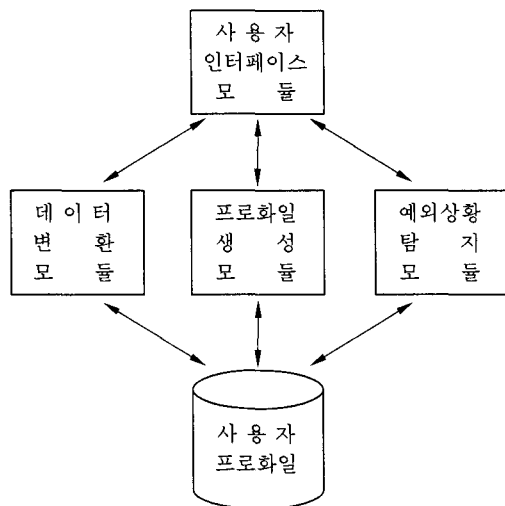 사 용 자
인터페이스
모 듈
데 이 터
변 환
모 듈
프로화일
생 성
모 듈
예외상황
탐 지
모 듈
사 용 자
프로화일